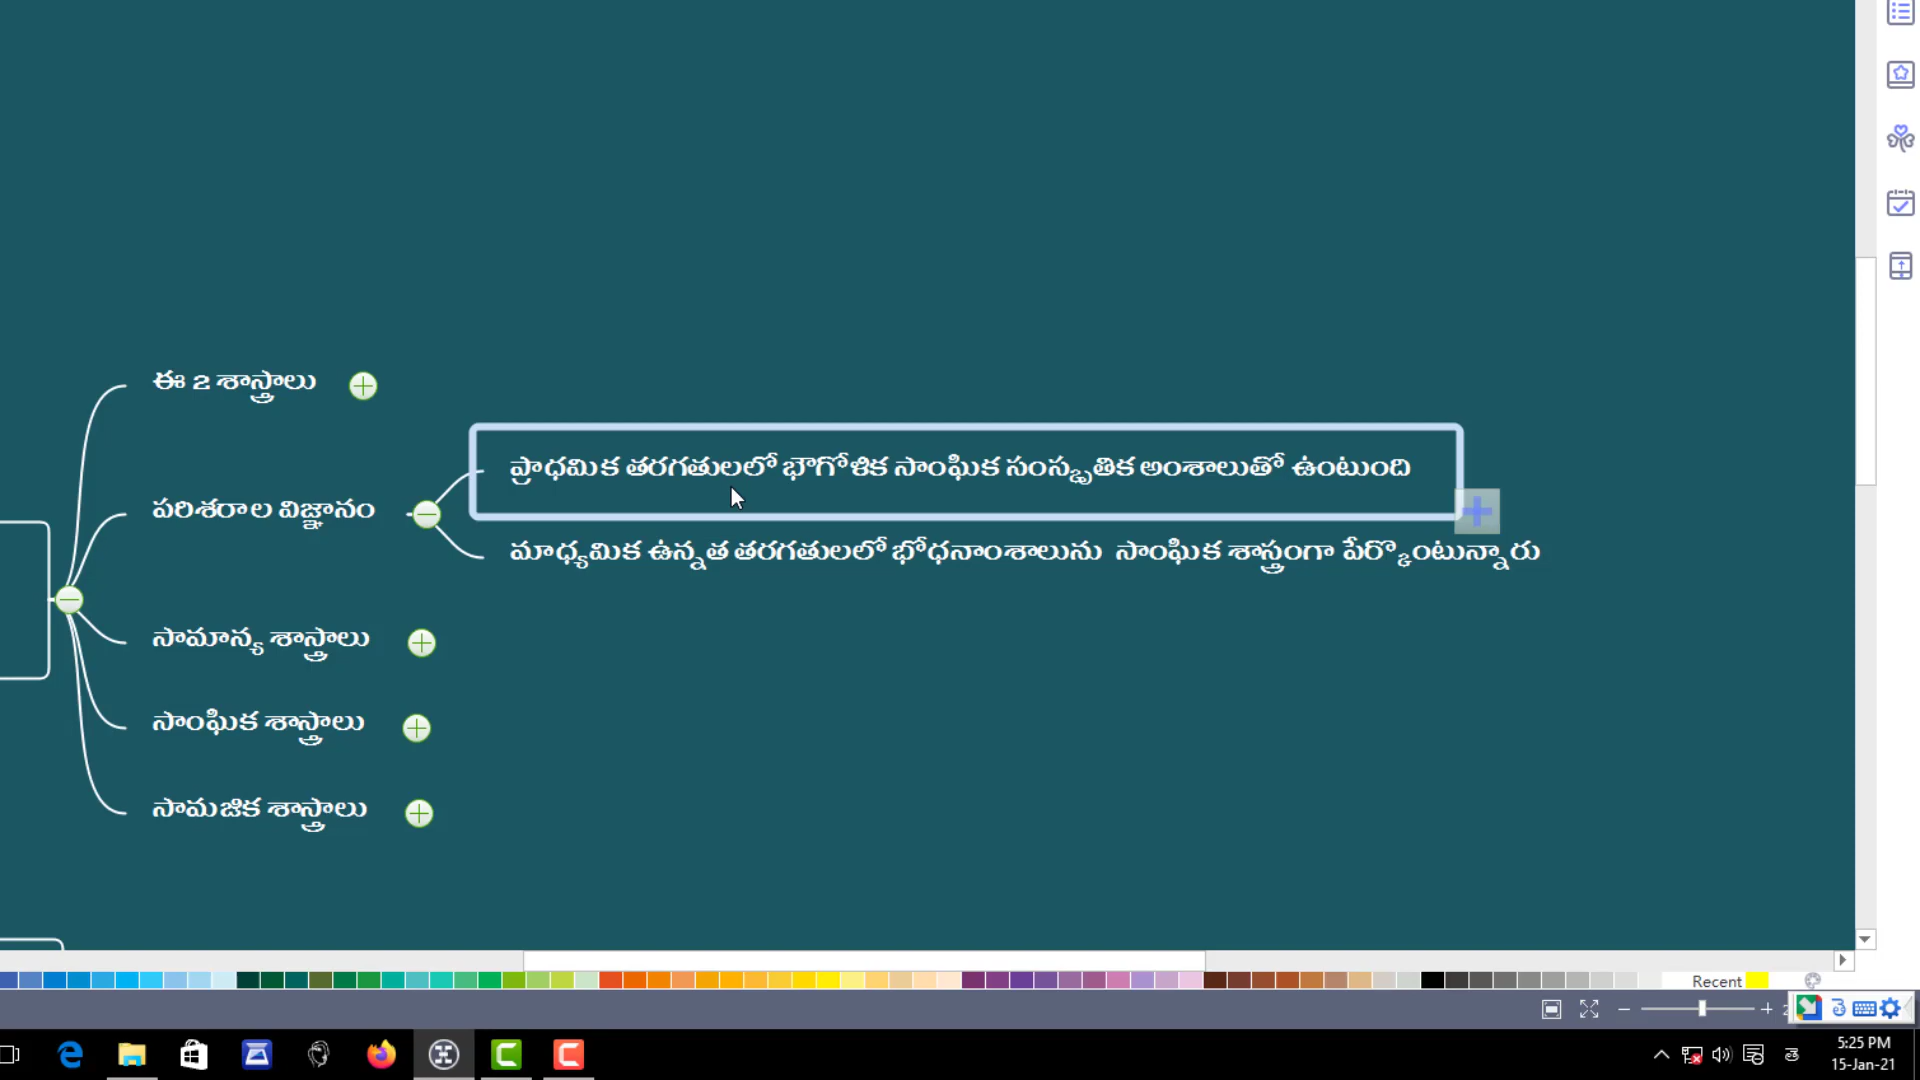 ఈ 2 శాస్త్రాలు
ప్రాధమిక తరగతులలో భౌగోళిక సాంఘిక సంస్కృతిక అంశాలుతో ఉంటుంది
పరిశరాల విజ్ఞానం
మాధ్యమిక ఉన్నత తరగతులలో భోధనాంశాలును సాంఘిక శాస్త్రంగా పేర్కొంటున్నారు
సామాన్య శాస్త్రాలు
సాంఘిక శాస్త్రాలు
సామజిక శాస్త్రాలు
Recent
5:25 PM
15-Jan-21